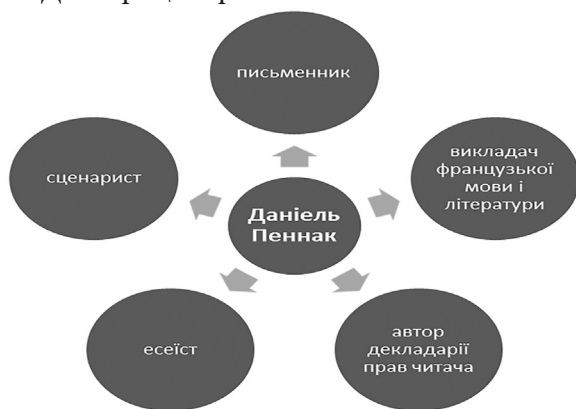 письменник
викладач
французької
мови і
літератури
автор
декладарії
прав читача
есеїст
сценарист
Даніель
Пеннак